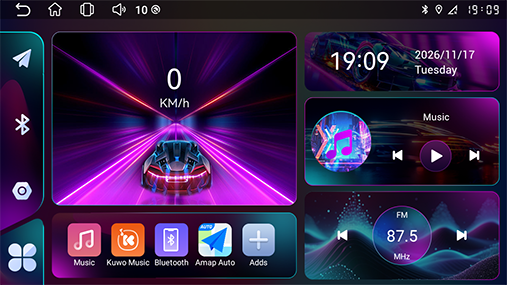 10
19:09
0
KM/h
19:09
2026/11/17
Tuesday
Music
FM
87.5
MHz
AUTO
Music
Kuwo Music
Bluetooth
Amap Auto
Adds